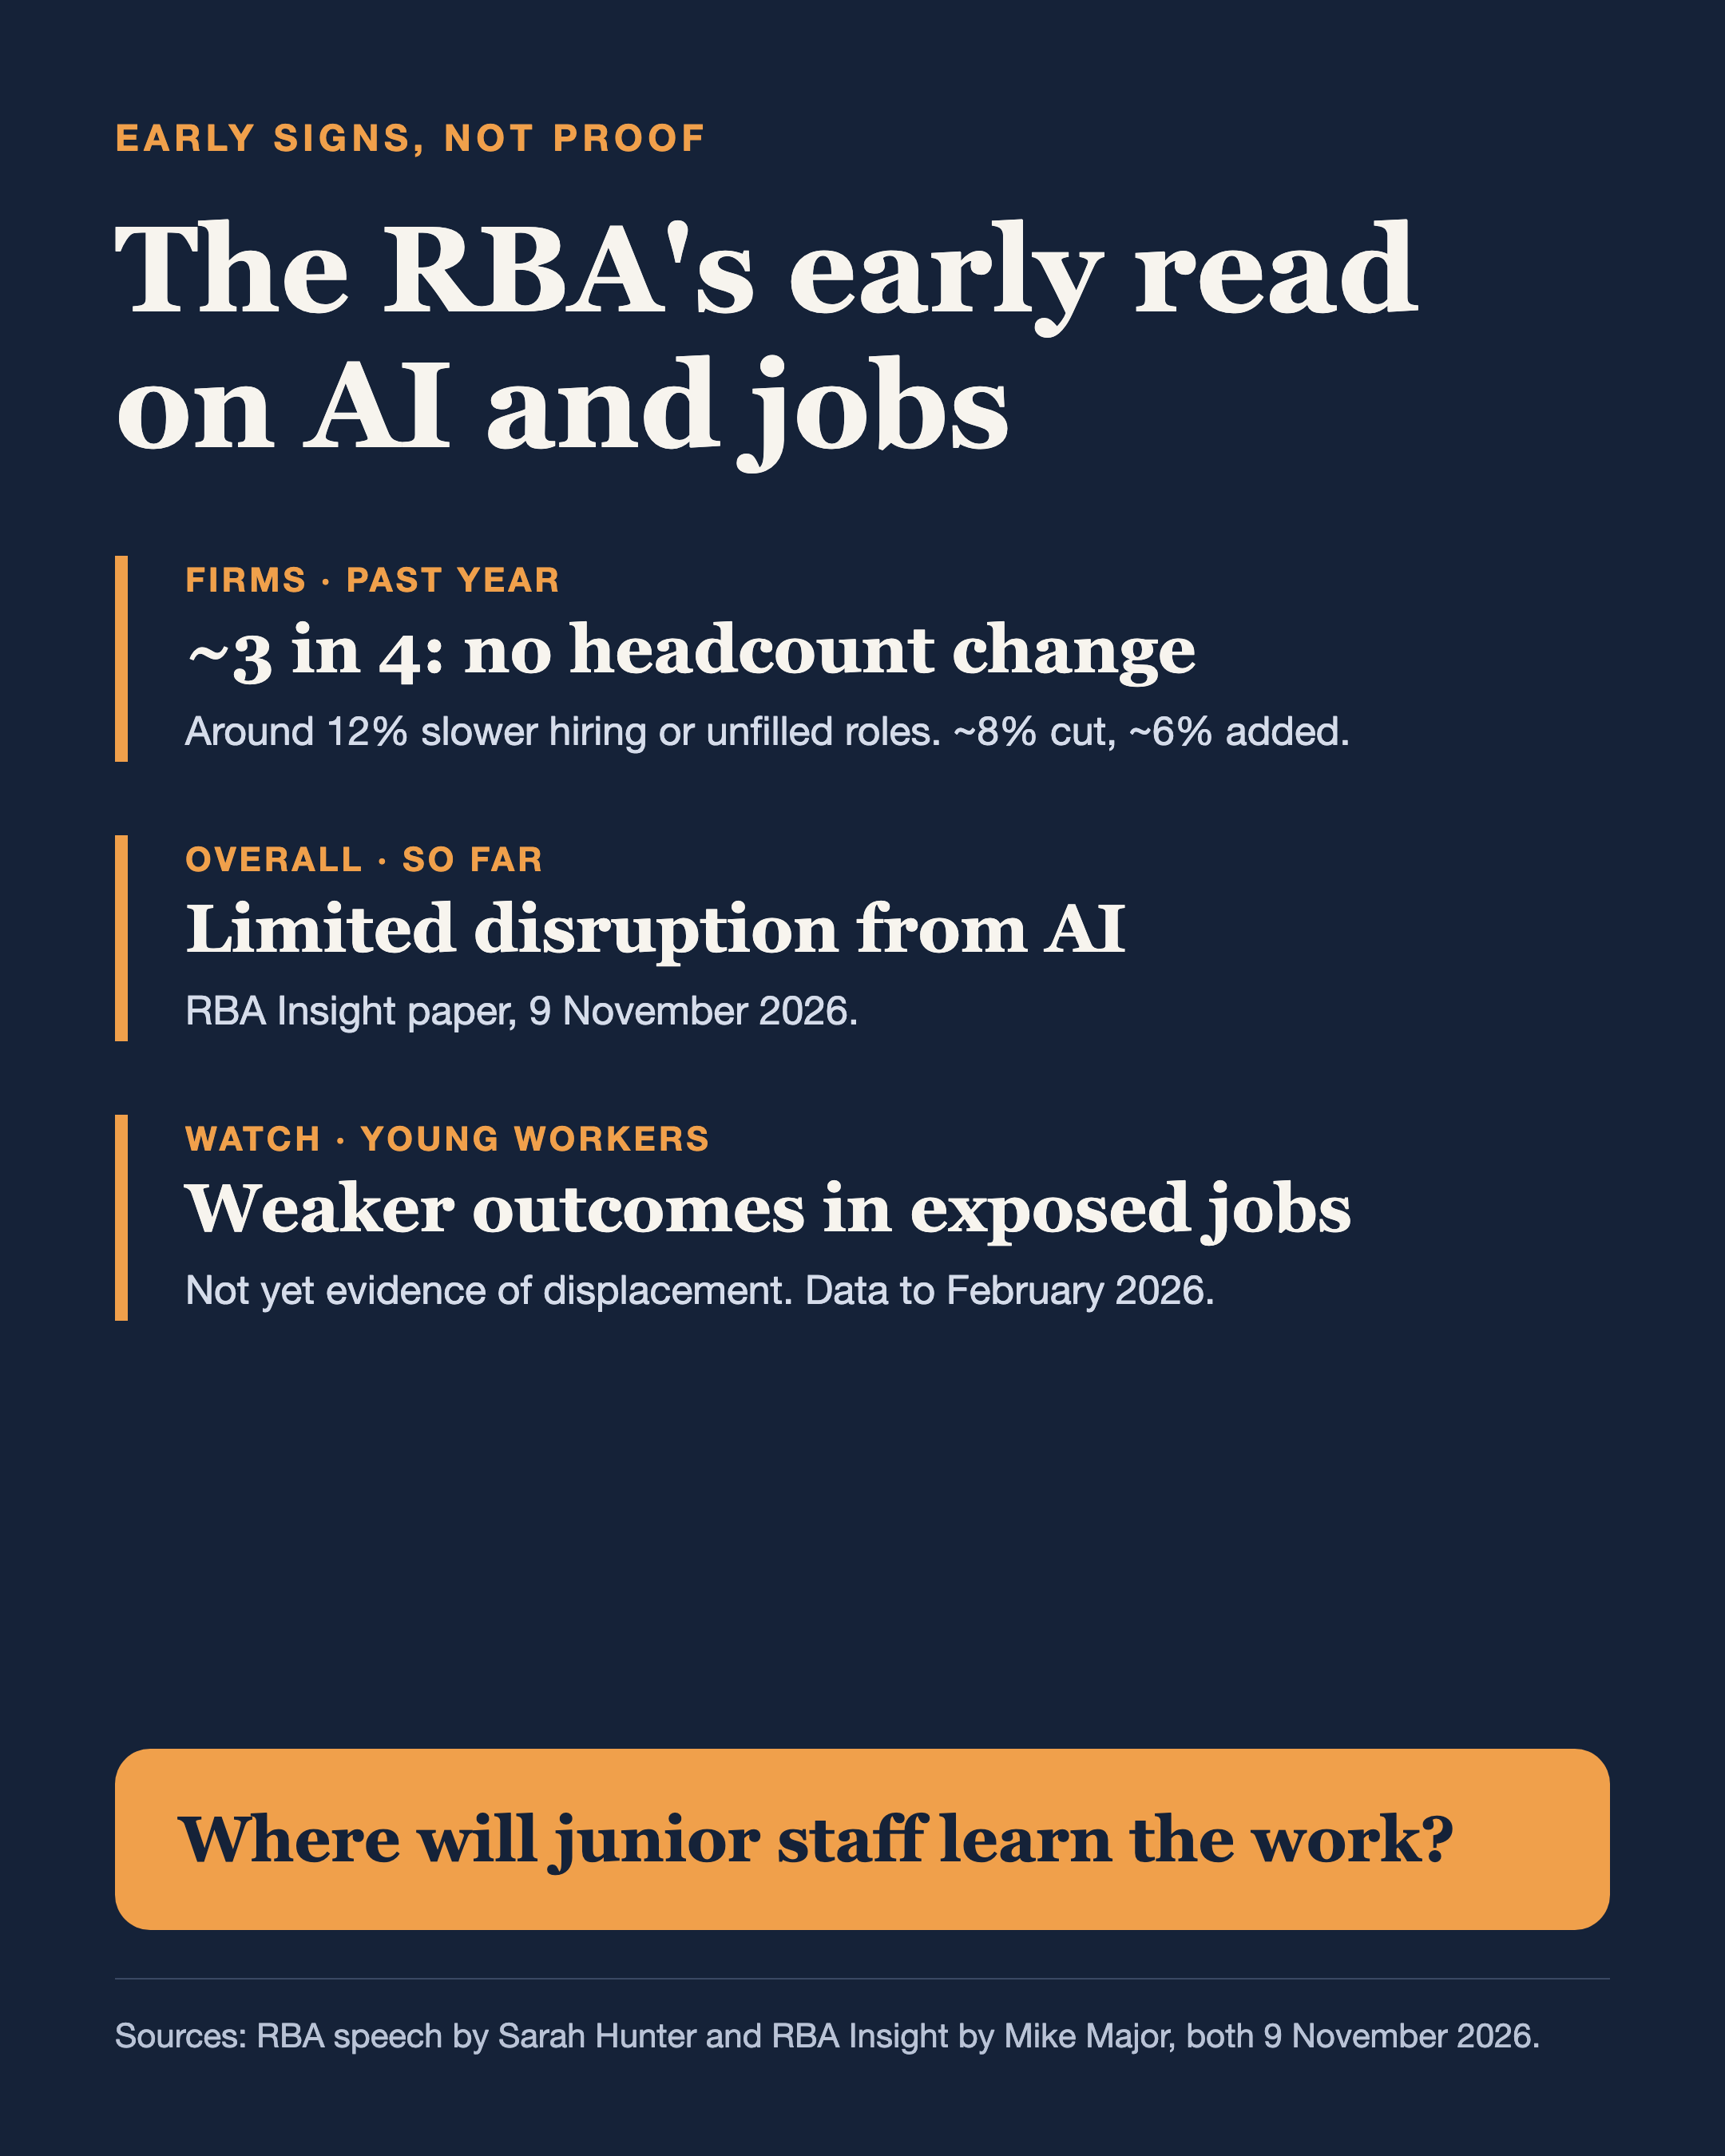 EARLY SIGNS, NOT PROOF
The RBA's early read
on AI and jobs
FIRMS · PAST YEAR
~3 in 4: no headcount change
Around 12% slower hiring or unfilled roles. ~8% cut, ~6% added.
OVERALL · SO FAR
Limited disruption from AI
RBA Insight paper, 9 November 2026.
WATCH · YOUNG WORKERS
Weaker outcomes in exposed jobs
Not yet evidence of displacement. Data to February 2026.
Where will junior staff learn the work?
Sources: RBA speech by Sarah Hunter and RBA Insight by Mike Major, both 9 November 2026.